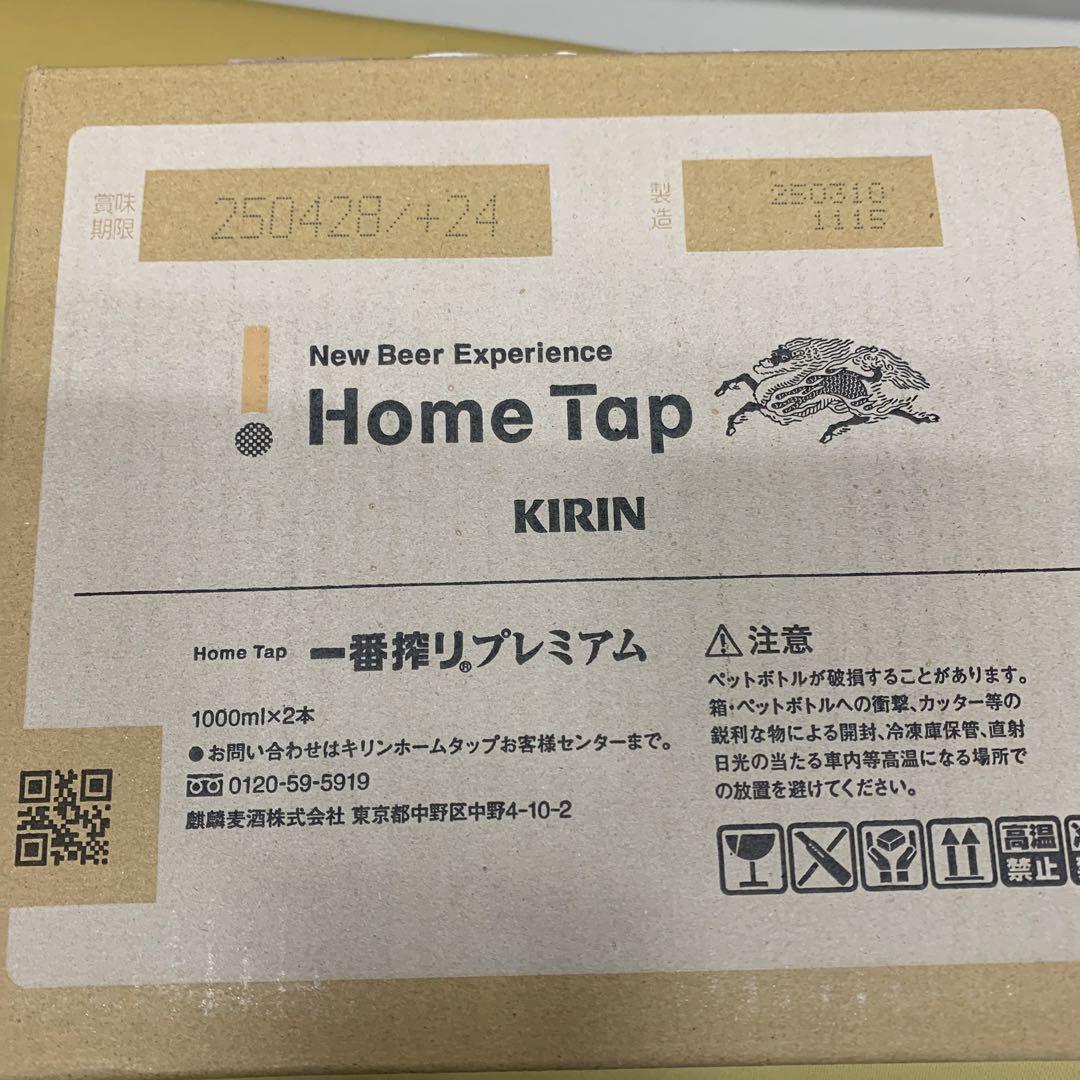 賞味
期限
250428/+24
製
造
250310
1115
New Beer Experience
Home Tap
KIRIN
Home Tap 一番搾り®プレミアム
1000ml×2本
●お問い合わせはキリンホームタップお客様センターまで。
0120-59-5919
麒麟麦酒株式会社 東京都中野区中野4-10-2
注意
ペットボトルが破損することがあります。
箱・ペットボトルへの衝撃、カッター等の
鋭利な物による開封、冷凍庫保管、直射
日光の当たる車内等高温になる場所で
の放置を避けてください。
高温
禁止